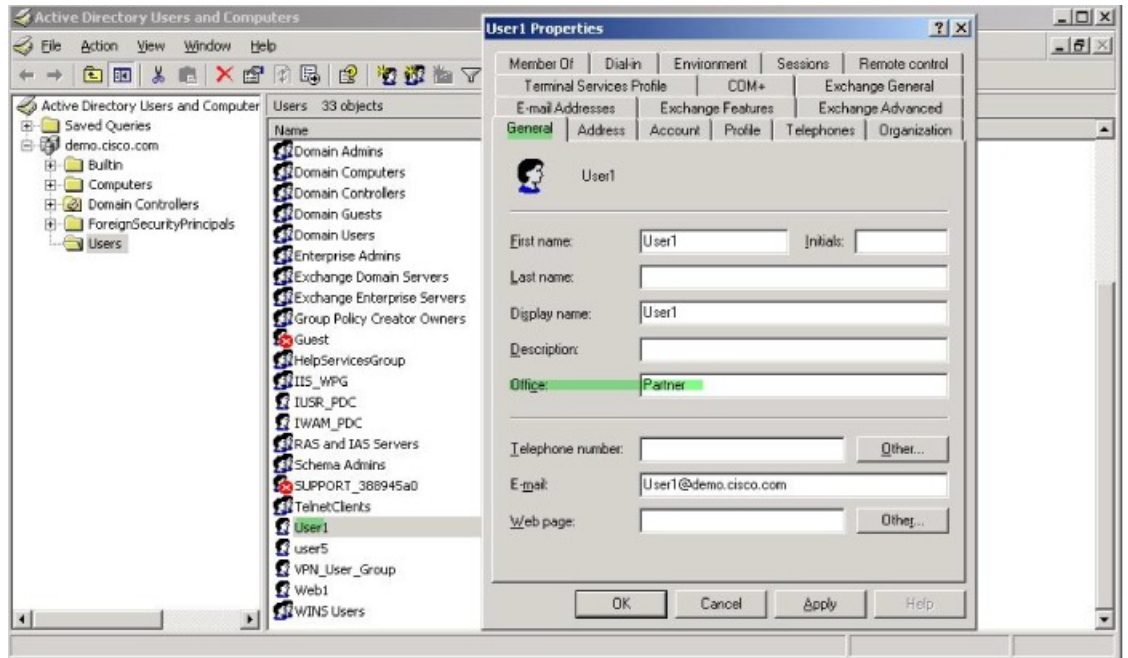 Active Directory Users and Computers
File Action View Window Help
Active Directory Users and Computer
Saved Queries
demo.cisco.com
Builtin
Computers
Domain Controllers
ForeignSecurityPrincipals
Users
Users 33 objects
Name
Domain Admins
Domain Computers
Domain Controllers
Domain Guests
Domain Users
Enterprise Admins
Exchange Domain Servers
Exchange Enterprise Servers
Group Policy Creator Owners
Guest
HelpServicesGroup
IIS_WPG
IUSR_PDC
IWAM_PDC
RAS and IAS Servers
Schema Admins
SUPPORT_388945a0
TelnetClients
User1
user5
VPN_User_Group
Web1
WINS Users
User1 Properties
Member Of Dial-in Environment Sessions Remote control
Terminal Services Profile COM+ Exchange General
E-mail Addresses Exchange Features Exchange Advanced
General Address Account Profile Telephones Organization
User1
First name: User1 Initials:
Last name:
Display name: User1
Description:
Office: Partner
Telephone number: Other...
E-mail: User1@demo.cisco.com
Web page: Other...
OK Cancel Apply Help